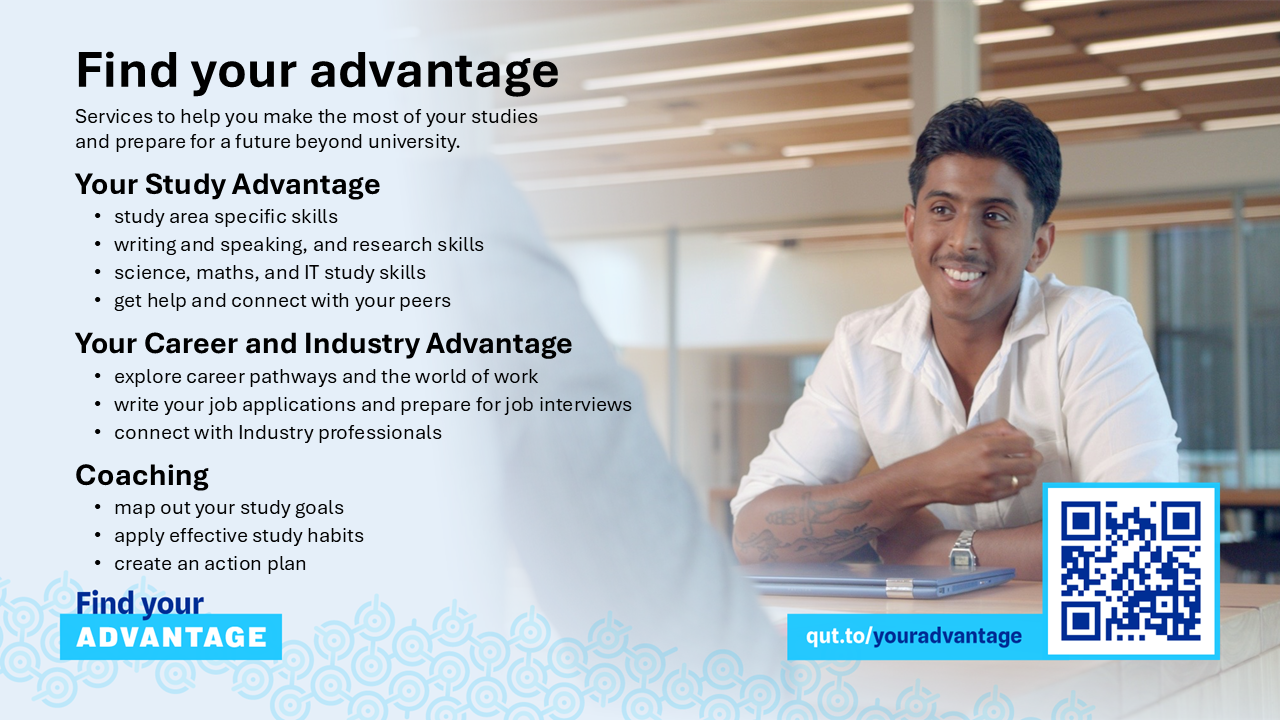 Find your advantage
Services to help you make the most of your studies
and prepare for a future beyond university.
Your Study Advantage
• study area specific skills
• writing and speaking, and research skills
• science, maths, and IT study skills
• get help and connect with your peers
Your Career and Industry Advantage
• explore career pathways and the world of work
• write your job applications and prepare for job interviews
• connect with Industry professionals
Coaching
• map out your study goals
• apply effective study habits
• create an action plan
Find your
ADVANTAGE
qut.to/youradvantage